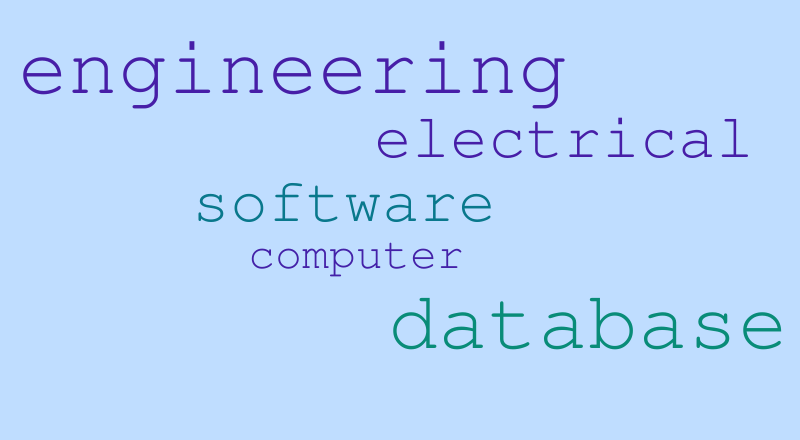 engineering
electrical
software
computer
database